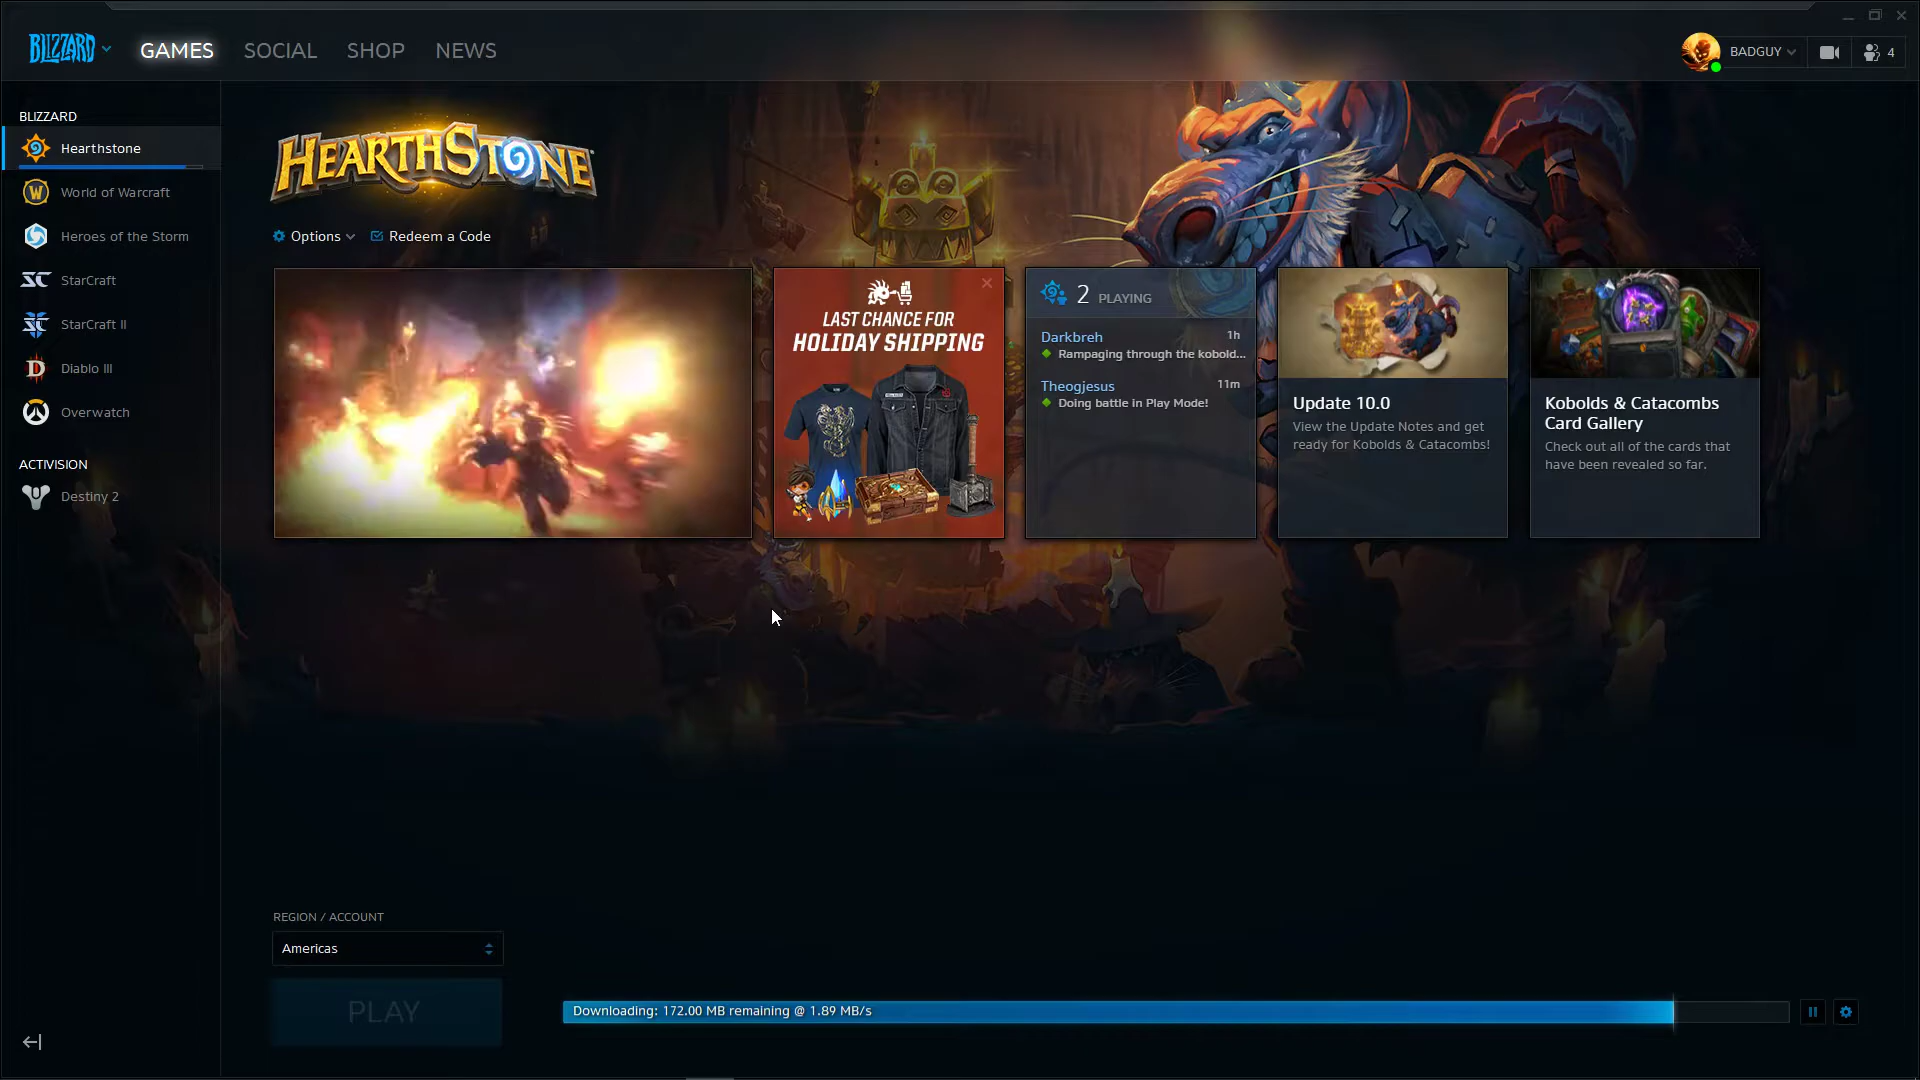 BLIZZARD
GAMES
SOCIAL
SHOP
NEWS
BADGUY
4
BLIZZARD
Hearthstone
World of Warcraft
Heroes of the Storm
StarCraft
StarCraft II
Diablo III
Overwatch
ACTIVISION
Destiny 2
HEARTHSTONE
Options
Redeem a Code
LAST CHANCE FOR
HOLIDAY SHIPPING
2 PLAYING
Darkbreh 1h
Rampaging through the kobold...
Theogjesus 11m
Doing battle in Play Mode!
Update 10.0
View the Update Notes and get
ready for Kobolds & Catacombs!
Kobolds & Catacombs
Card Gallery
Check out all of the cards that
have been revealed so far.
REGION / ACCOUNT
Americas
PLAY
Downloading: 172.00 MB remaining @ 1.89 MB/s